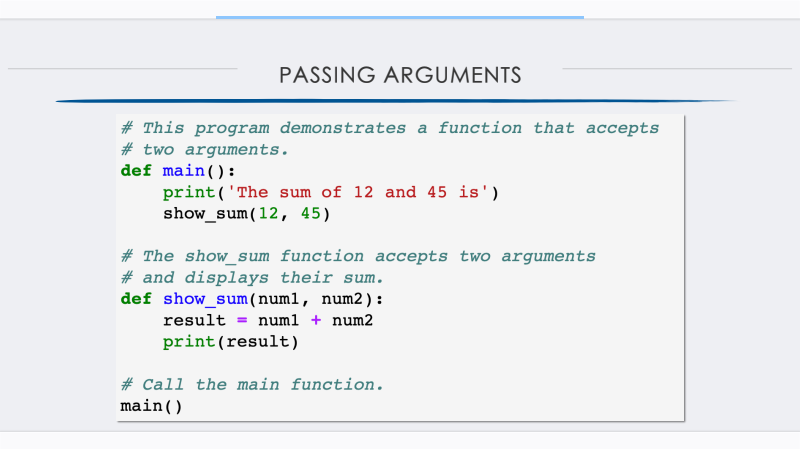 PASSING ARGUMENTS
# This program demonstrates a function that accepts
# two arguments.
def main():
    print('The sum of 12 and 45 is')
    show_sum(12, 45)

# The show_sum function accepts two arguments
# and displays their sum.
def show_sum(num1, num2):
    result = num1 + num2
    print(result)

# Call the main function.
main()